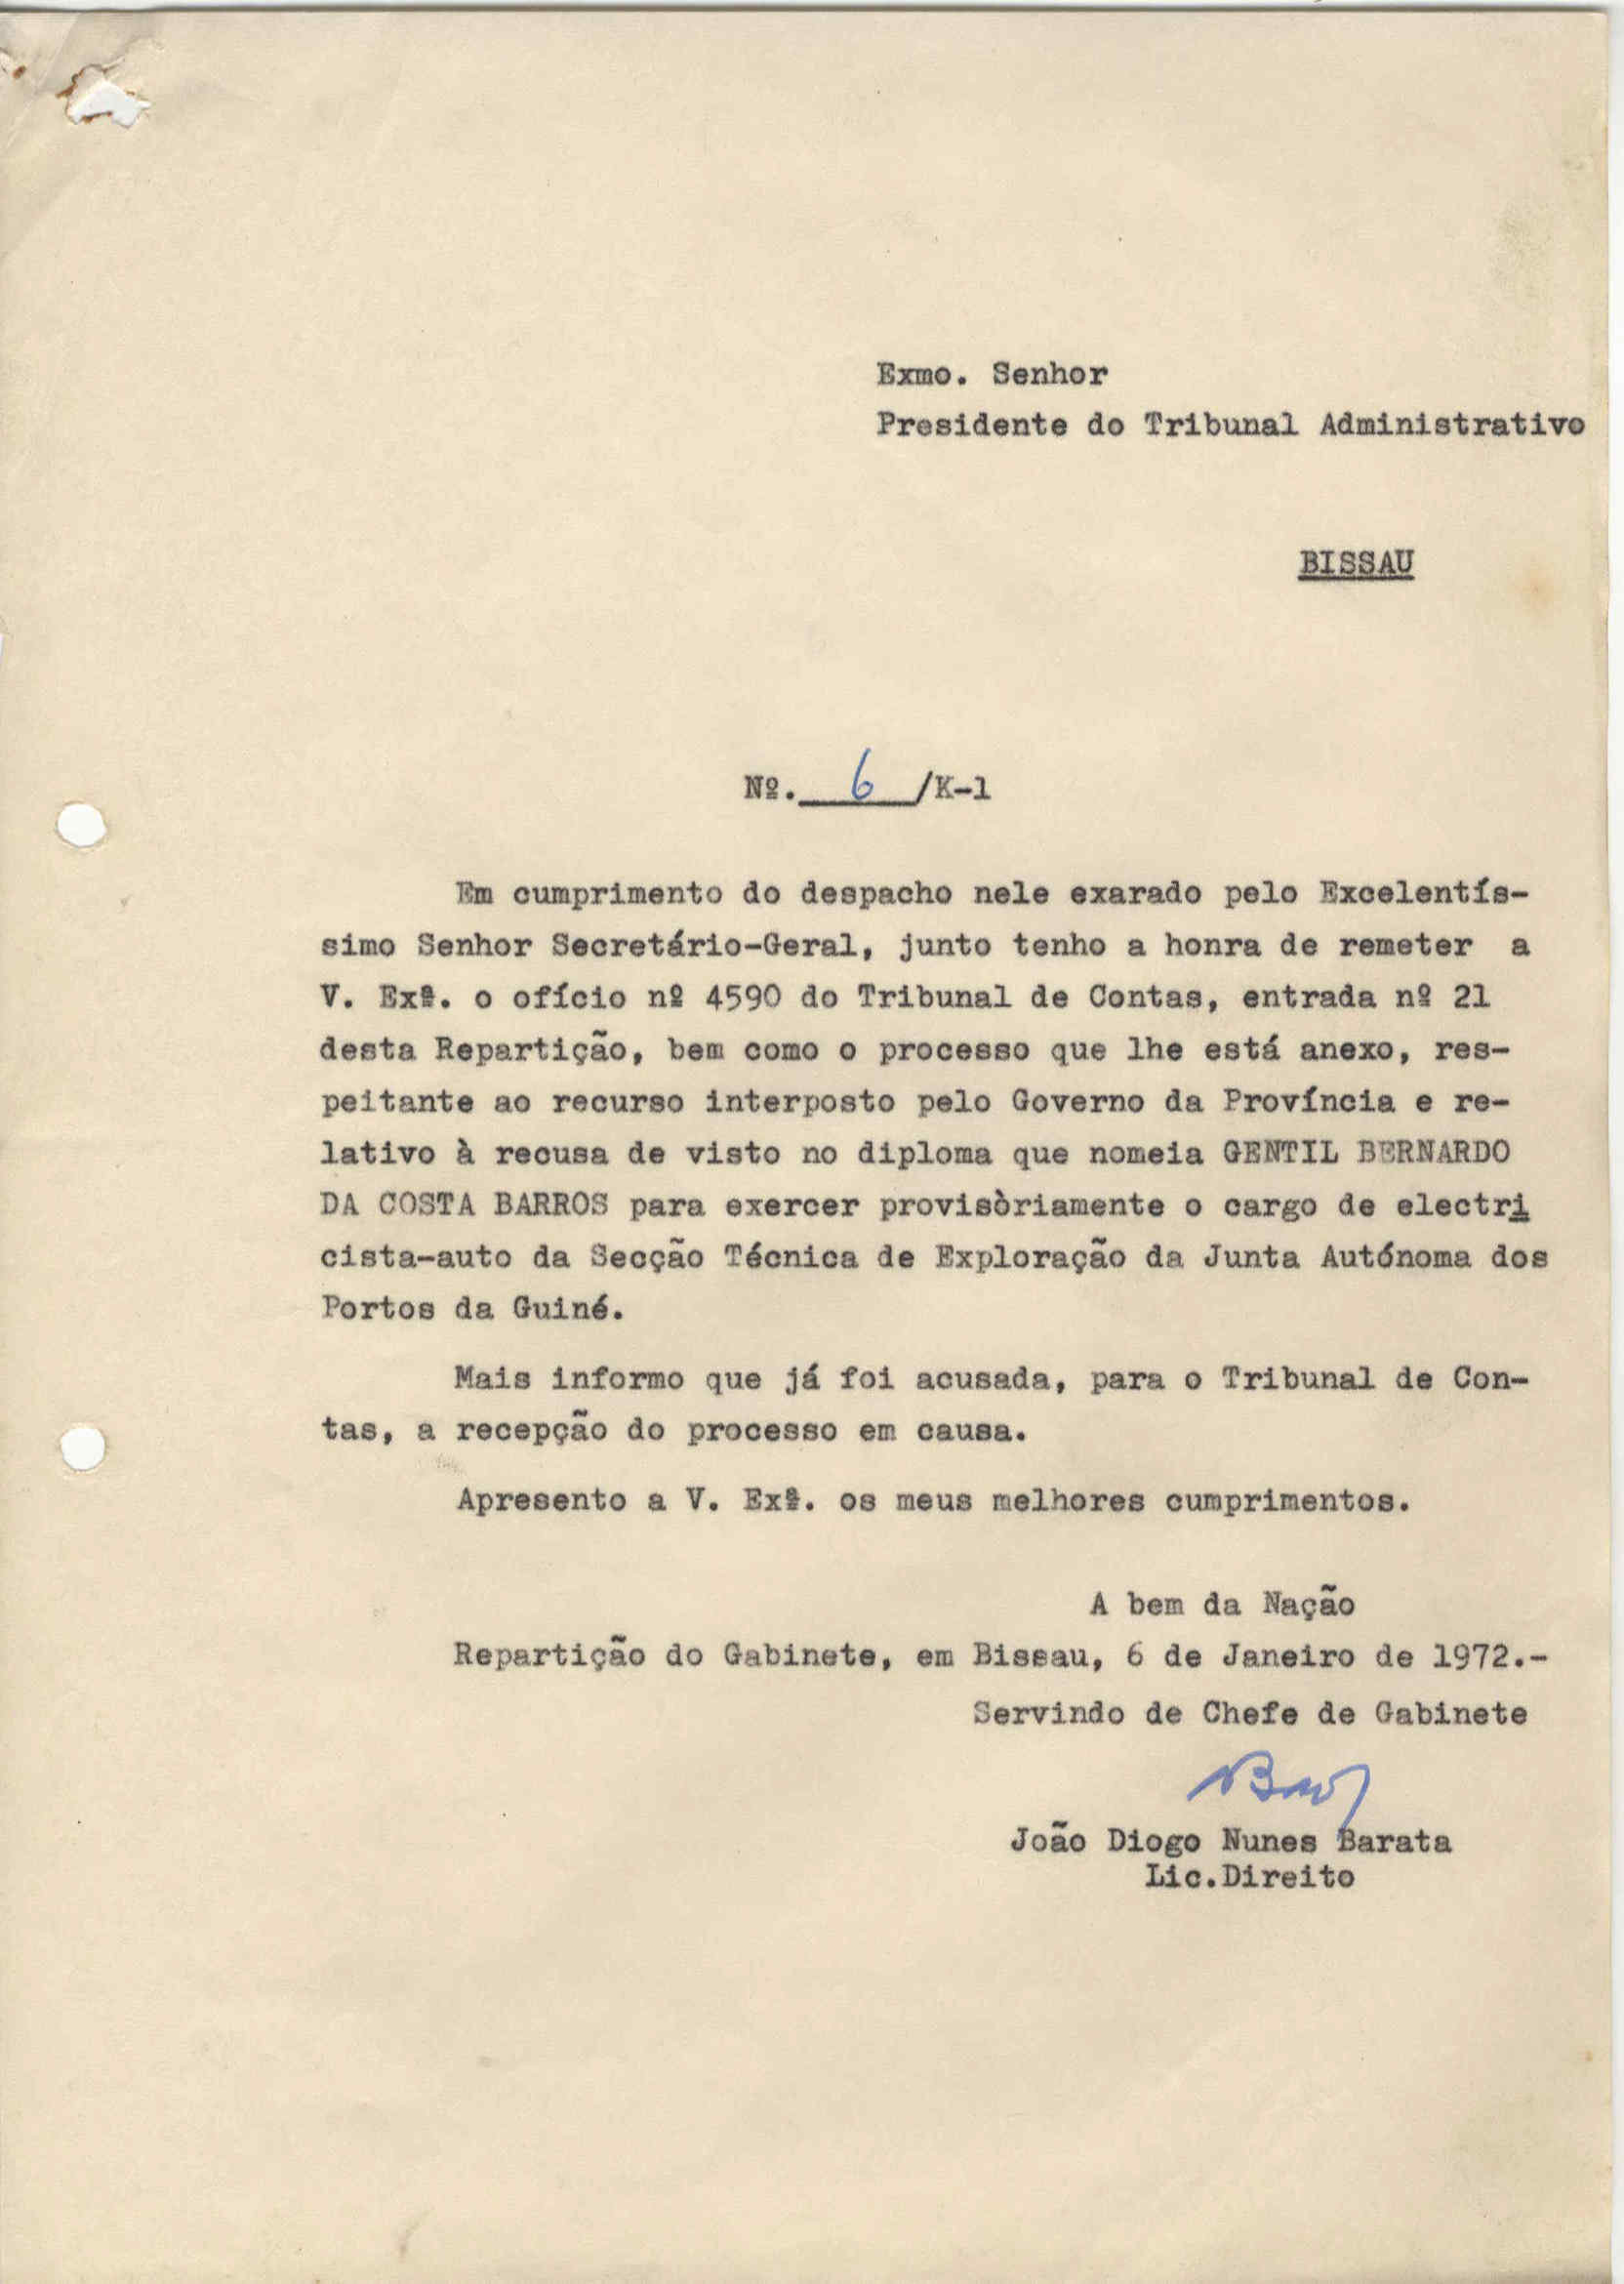 Exmo. Senhor
Presidente do Tribunal Administrativo
BISSAU
Nº. 6 /K-1
Em cumprimento do despacho nele exarado pelo Excelentís-
simo Senhor Secretário-Geral, junto tenho a honra de remeter a
V. Exª. o ofício nº 4590 do Tribunal de Contas, entrada nº 21
desta Repartição, bem como o processo que lhe está anexo, res-
peitante ao recurso interposto pelo Governo da Província e re-
lativo à recusa de visto no diploma que nomeia GENTIL BERNARDO
DA COSTA BARROS para exercer provisòriamente o cargo de electri
cista-auto da Secção Técnica de Exploração da Junta Autónoma dos
Portos da Guiné.
Mais informo que já foi acusada, para o Tribunal de Con-
tas, a recepção do processo em causa.
Apresento a V. Exª. os meus melhores cumprimentos.
A bem da Nação
Repartição do Gabinete, em Bissau, 6 de Janeiro de 1972.-
Servindo de Chefe de Gabinete
João Diogo Nunes Barata
Lic.Direito